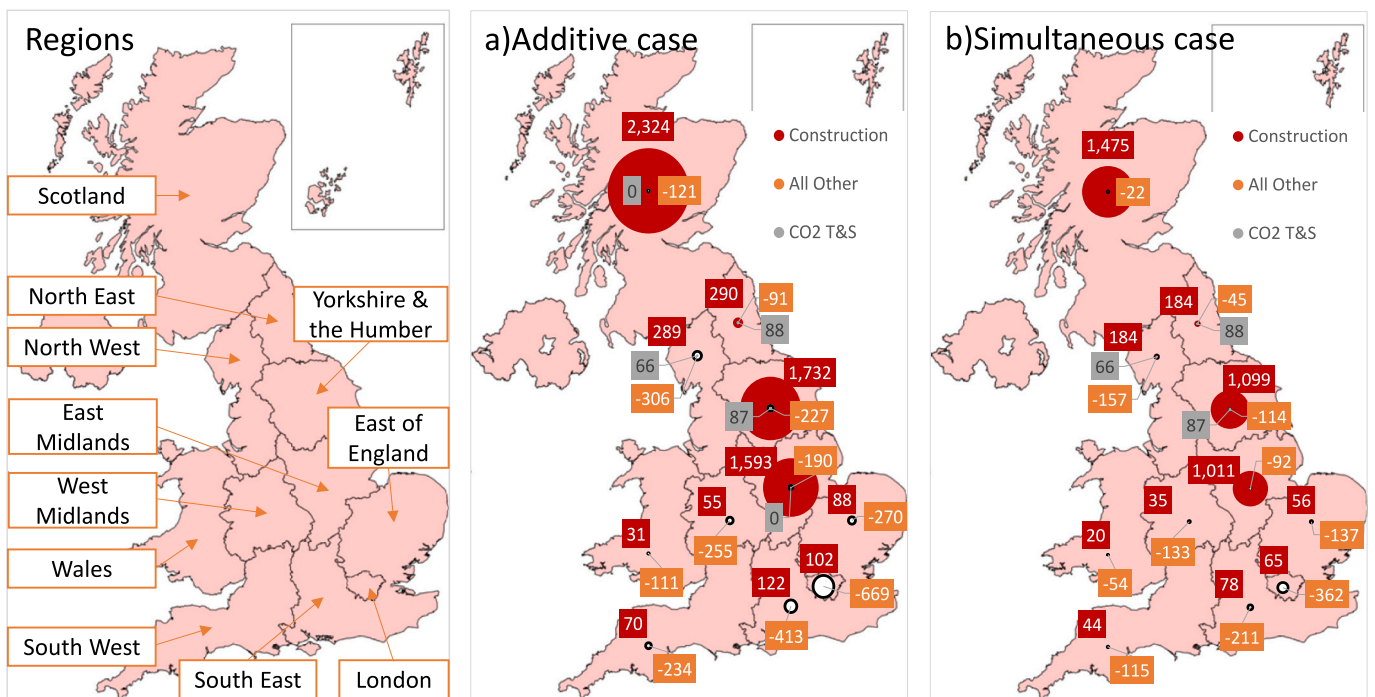 Regions
Scotland
North East
Yorkshire &
the Humber
North West
East
Midlands
East of
England
West
Midlands
Wales
South West
South East
London
a)Additive case
Construction
All Other
CO2 T&S
2,324
0
-121
290
-91
88
289
66
-306
1,732
87
-227
1,593
-190
0
55
-255
88
-270
31
-111
102
-669
122
-413
70
-234
b)Simultaneous case
Construction
All Other
CO2 T&S
1,475
-22
184
-45
88
184
66
-157
1,099
87
-114
1,011
-92
35
-133
56
-137
20
-54
65
-362
78
-211
44
-115